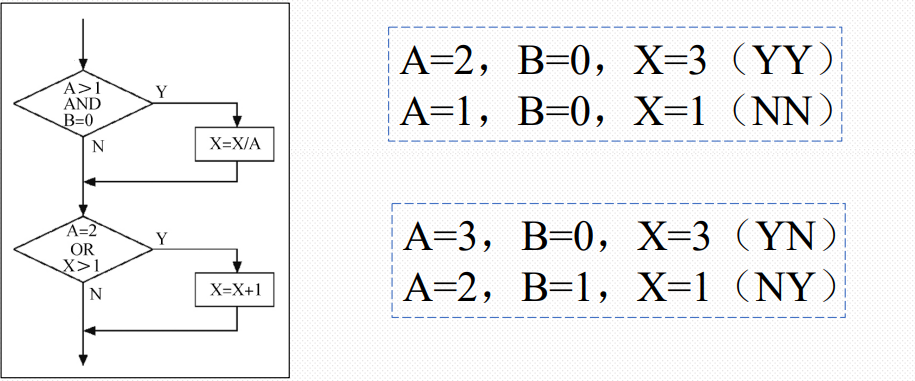 A>1
AND
B=0
Y
N
X=X/A
A=2
OR
X>1
Y
N
X=X+1
A=2，B=0，X=3（YY）
A=1，B=0，X=1（NN）
A=3，B=0，X=3（YN）
A=2，B=1，X=1（NY）